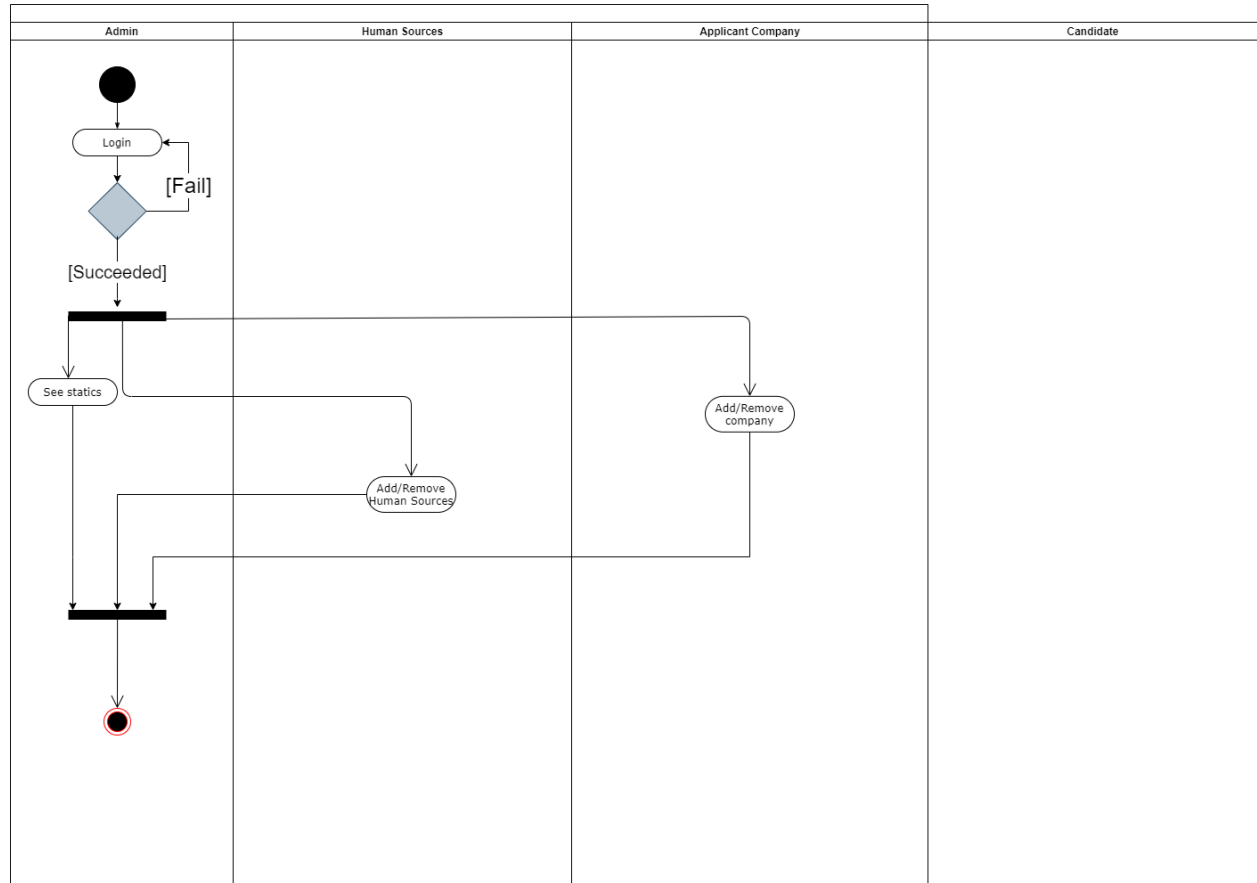 Admin
Human Sources
Applicant Company
Candidate
Login
[Fail]
[Succeeded]
See statics
Add/Remove
company
Add/Remove
Human Sources